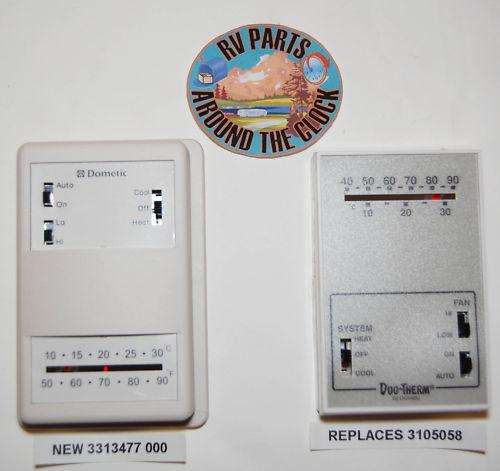 RV PARTS
AROUND THE CLOCK
Dometic
Auto
On
Lo
Hi
Cool
Off
Heat
10 • 15 • 20 • 25 • 30 °C
50 • 60 • 70 • 80 • 90 °F
NEW 3313477 000
40 50 60 70 80 90
°F
°C
10 20 30
SYSTEM
HEAT
OFF
COOL
FAN
HI
LOW
ON
AUTO
DUO-THERM®
by Dometic
REPLACES 3105058